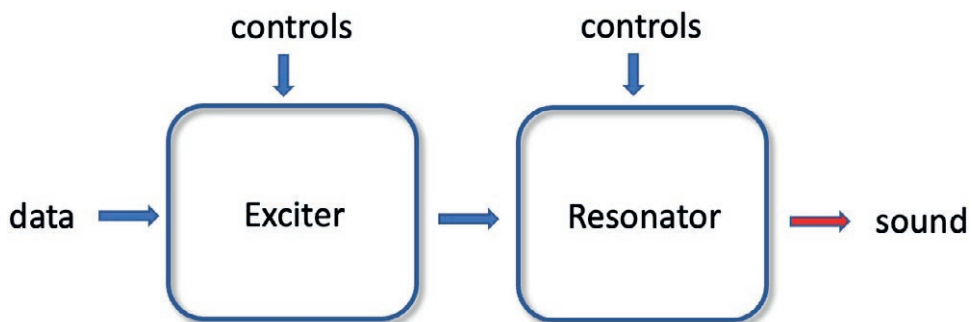 controls
controls
data
Exciter
Resonator
sound